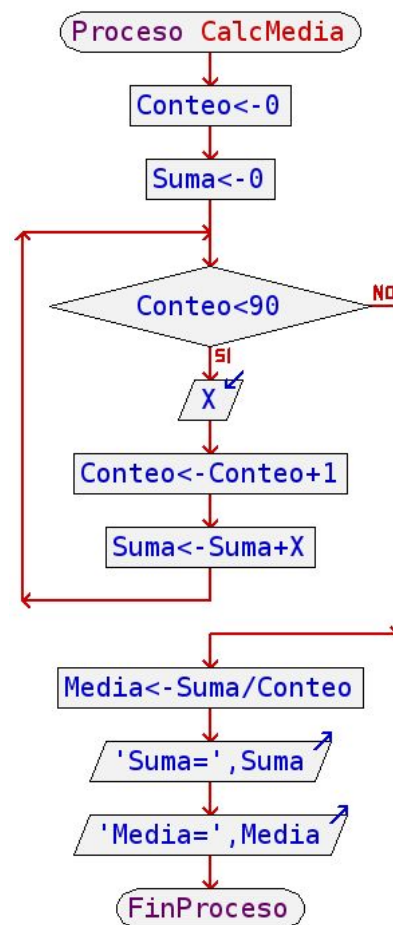 Proceso CalcMedia
Conteo<-0
Suma<-0
Conteo<90
NO
SI
X
Conteo<-Conteo+1
Suma<-Suma+X
Media<-Suma/Conteo
'Suma=',Suma
'Media=',Media
FinProceso